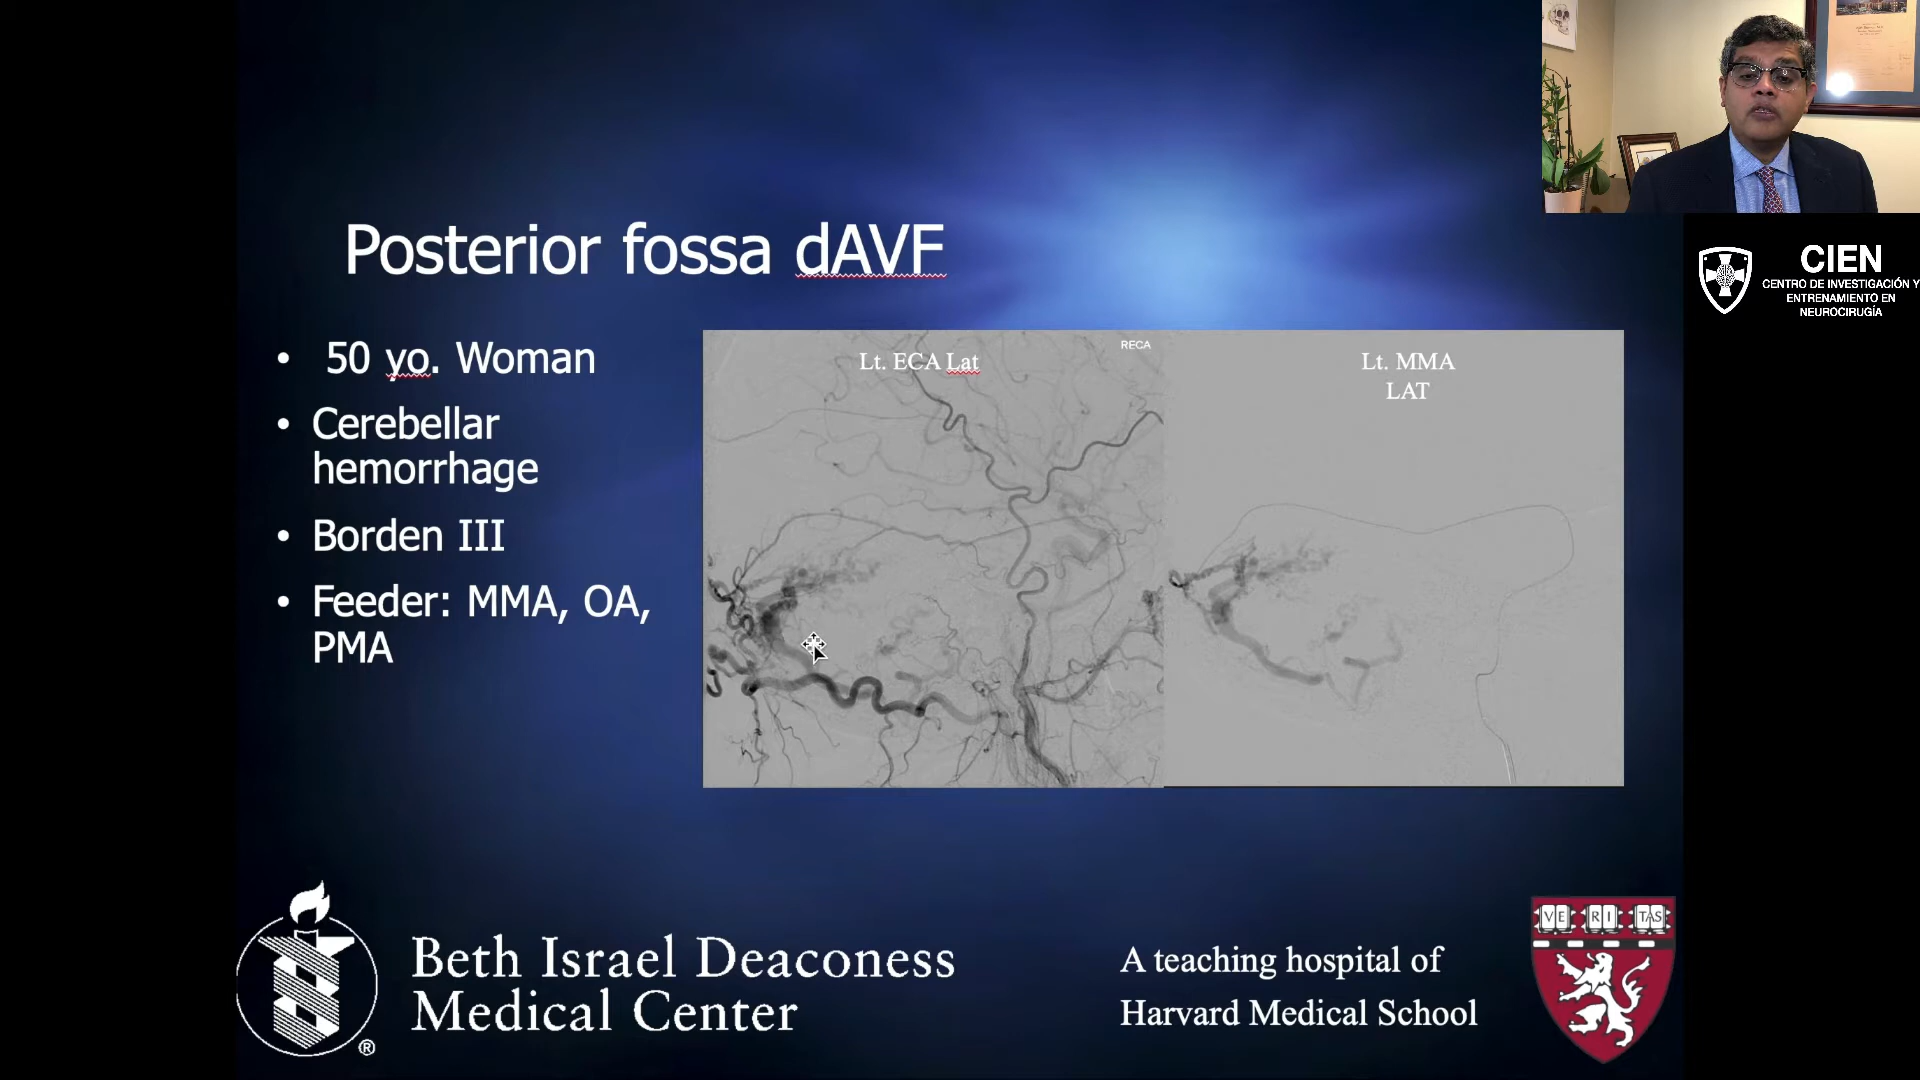 Posterior fossa dAVF
• 50 yo. Woman
• Cerebellar
hemorrhage
• Borden III
• Feeder: MMA, OA,
PMA
RECA
Lt. ECA Lat
Lt. MMA
LAT
CIEN
CENTRO DE INVESTIGACIÓN Y
ENTRENAMIENTO EN
NEUROCIRUGÍA
Beth Israel Deaconess
Medical Center
®
A teaching hospital of
Harvard Medical School
VE RI TAS